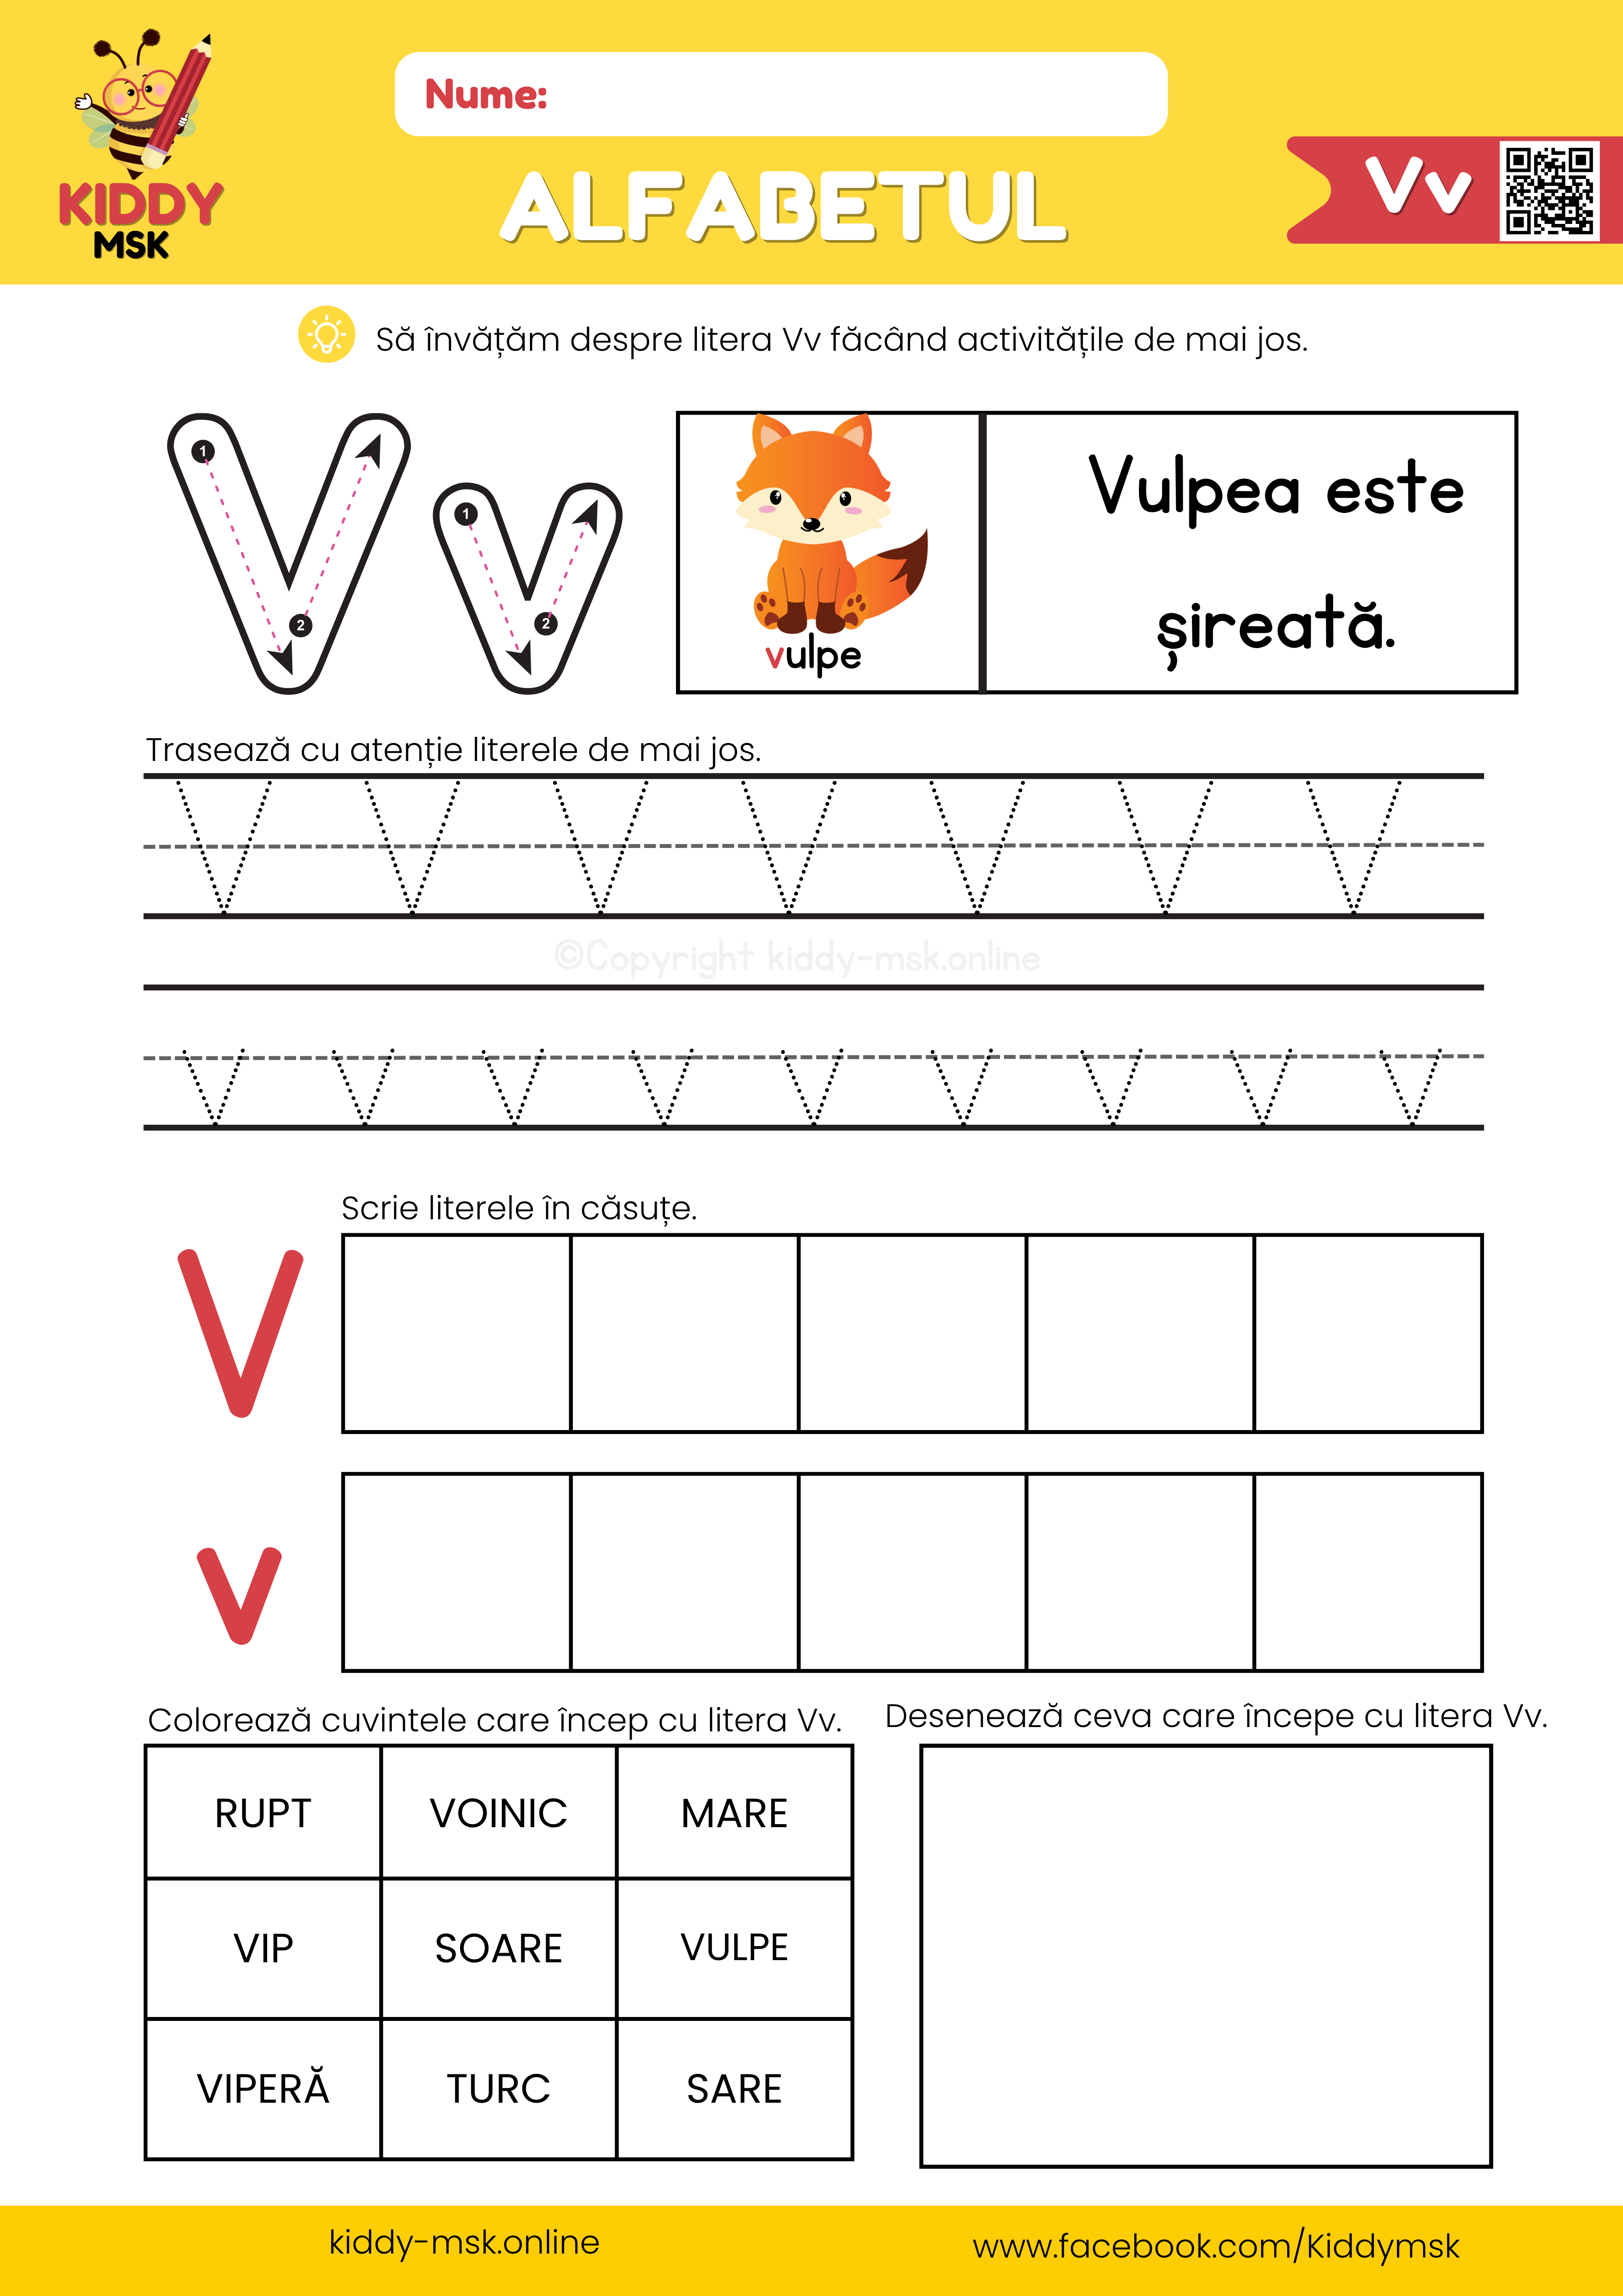 Nume:
KIDDY
MSK
ALFABETUL
Vv
Să învățăm despre litera Vv făcând activitățile de mai jos.
V v
1
2
1
2
vulpe
Vulpea este
șireată.
Trasează cu atenție literele de mai jos.
V V V V V V V
©Copyright kiddy-msk.online
v v v v v v v v v
Scrie literele în căsuțe.
V
v
Colorează cuvintele care încep cu litera Vv.
Desenează ceva care începe cu litera Vv.
RUPT VOINIC MARE
VIP SOARE VULPE
VIPERĂ TURC SARE
kiddy-msk.online
www.facebook.com/Kiddymsk